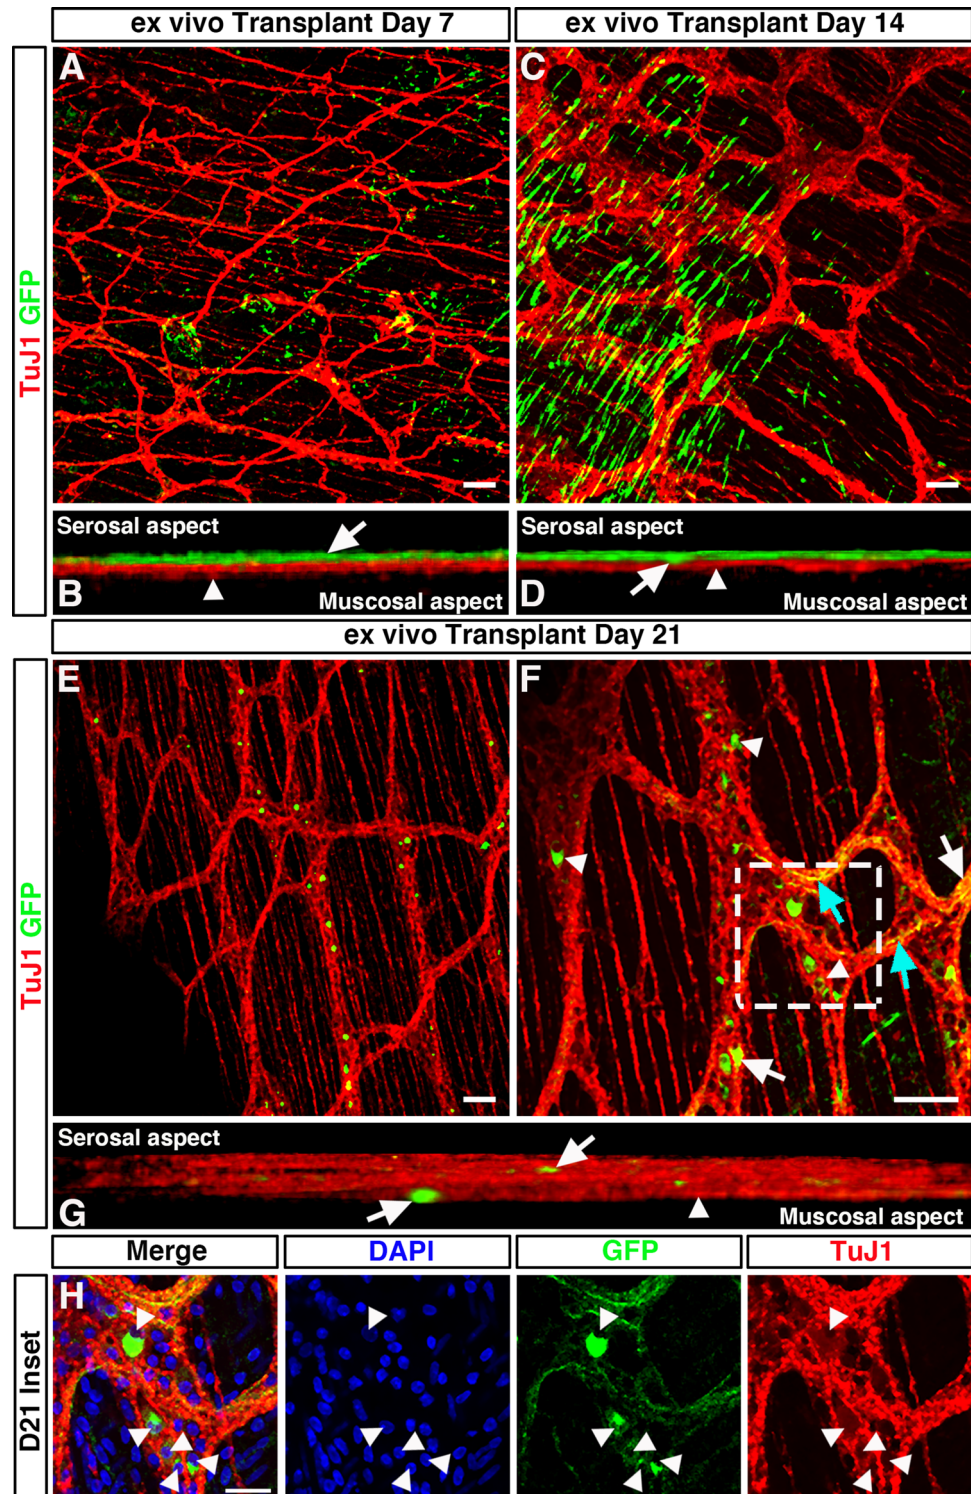 ex vivo Transplant Day 7
ex vivo Transplant Day 14
TuJ1 GFP
A
C
Serosal aspect
B
Muscosal aspect
Serosal aspect
D
Muscosal aspect
ex vivo Transplant Day 21
TuJ1 GFP
E
F
Serosal aspect
G
Muscosal aspect
Merge
DAPI
GFP
TuJ1
D21 Inset
H